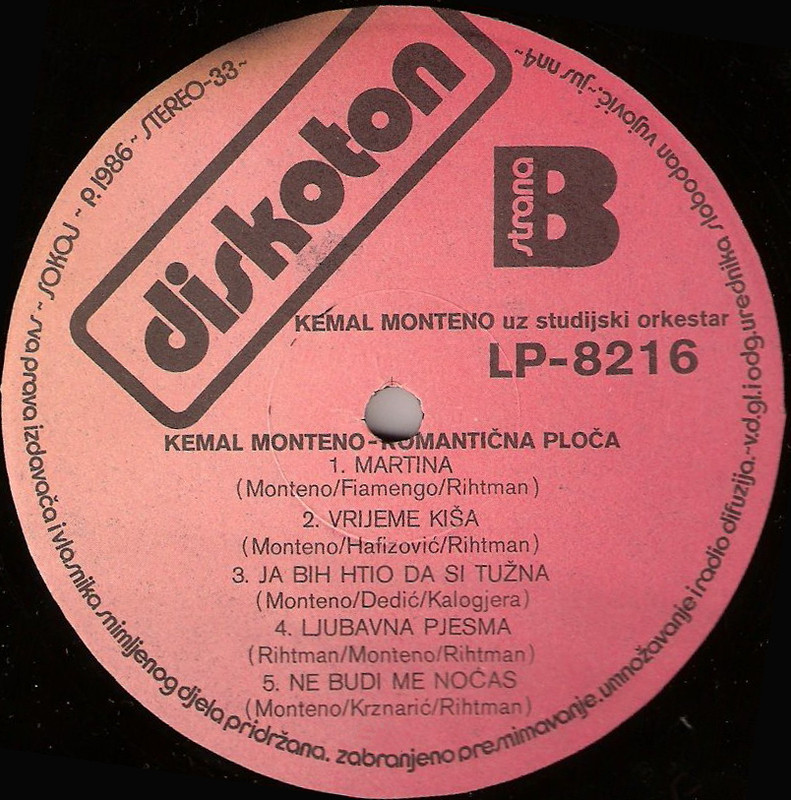 diskoton
strana
B
KEMAL MONTENO uz studijski orkestar
LP-8216
KEMAL MONTENO-ROMANTIČNA PLOČA
1. MARTINA
(Monteno/Fiamengo/Rihtman)
2. VRIJEME KIŠA
(Monteno/Hafizović/Rihtman)
3. JA BIH HTIO DA SI TUŽNA
(Monteno/Dedić/Kalogjera)
4. LJUBAVNA PJESMA
(Rihtman/Monteno/Rihtman)
5. NE BUDI ME NOĆAS
(Monteno/Krznarić/Rihtman)
STEREO-33~
P.1986~
SOKOJ~
sva prava izdavača i vlasnika snimljenog djela pridržana. zabranjeno presnimavanje. umnožavanje i radio difuzija.~v.d.gl.i odg.urednika slobodan vujović.~jus nn4~